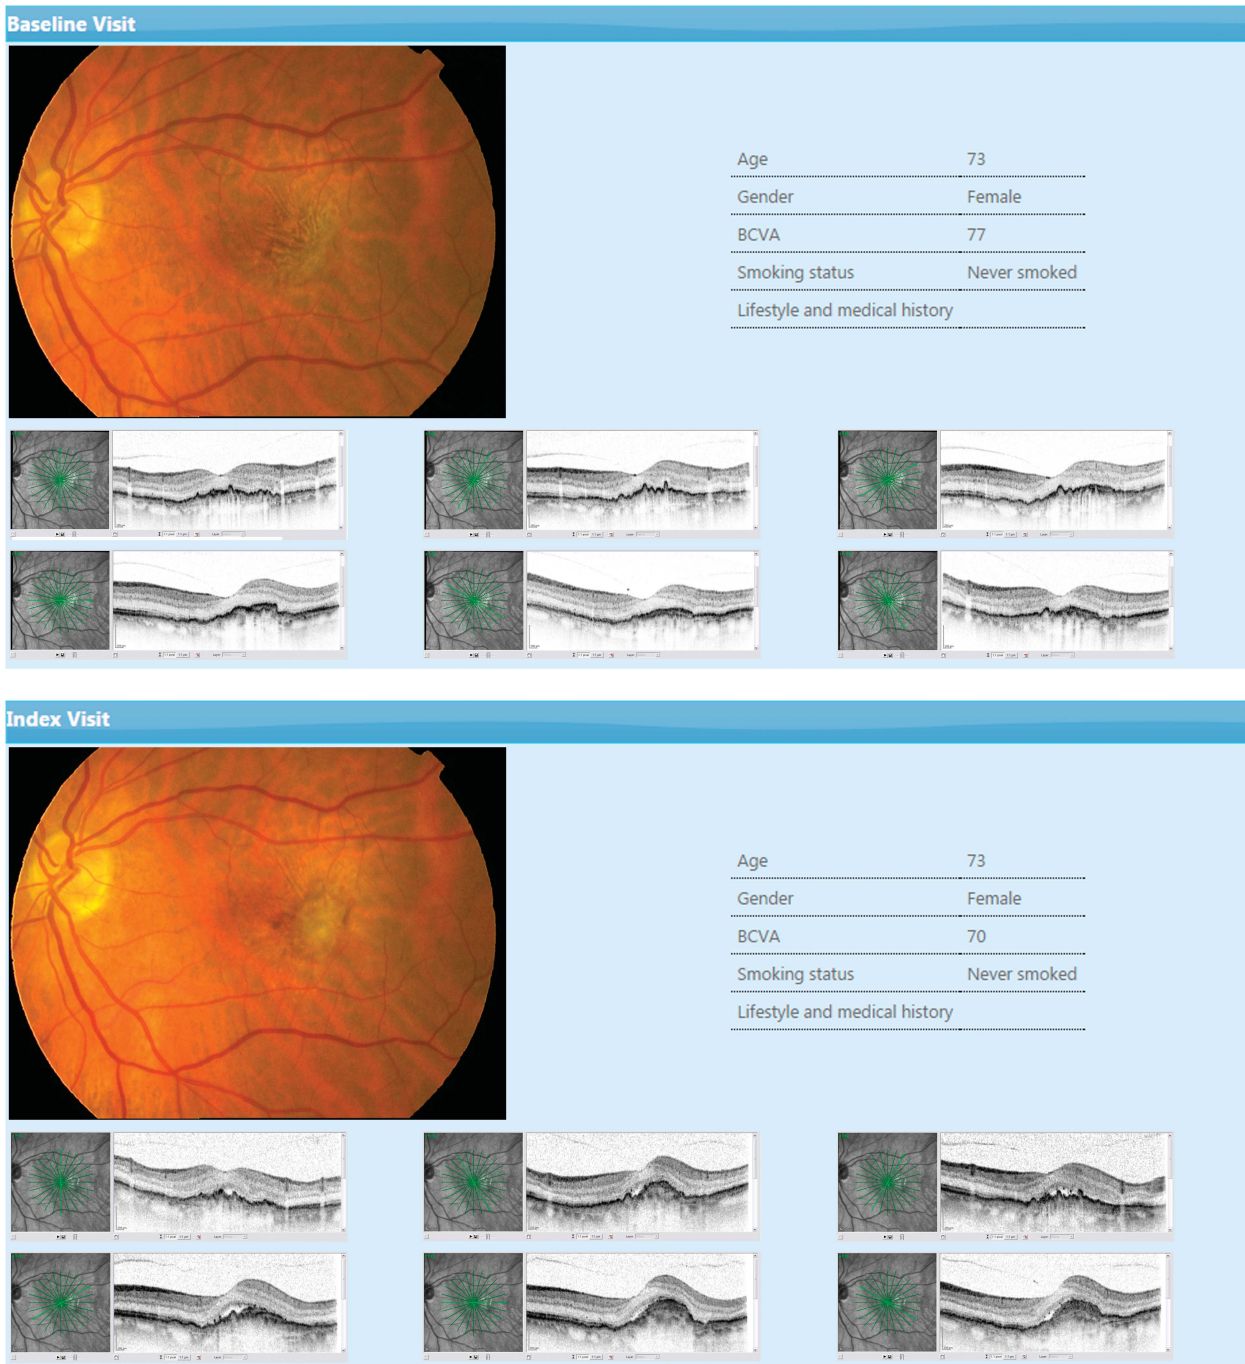 Baseline Visit
Age 73
Gender Female
BCVA 77
Smoking status Never smoked
Lifestyle and medical history
Index Visit
Age 73
Gender Female
BCVA 70
Smoking status Never smoked
Lifestyle and medical history